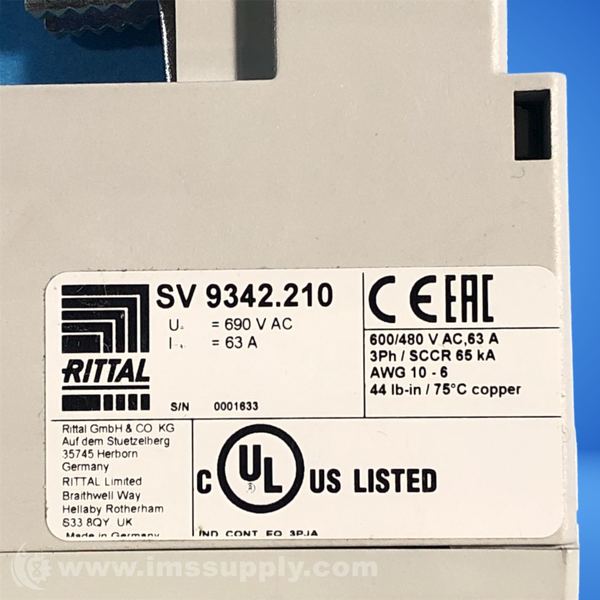 SV 9342.210
U = 690 V AC
I = 63 A
RITTAL
S/N 0001633
CE EAC
600/480 V AC,63 A
3Ph / SCCR 65 kA
AWG 10 - 6
44 lb-in / 75°C copper
Rittal GmbH & CO KG
Auf dem Stuetzelberg
35745 Herborn
Germany
RITTAL Limited
Braithwell Way
Hellaby Rotherham
S33 8QY UK
Made in Germany
C UL US LISTED
IND CONT EQ 3PJA
www.imssupply.com